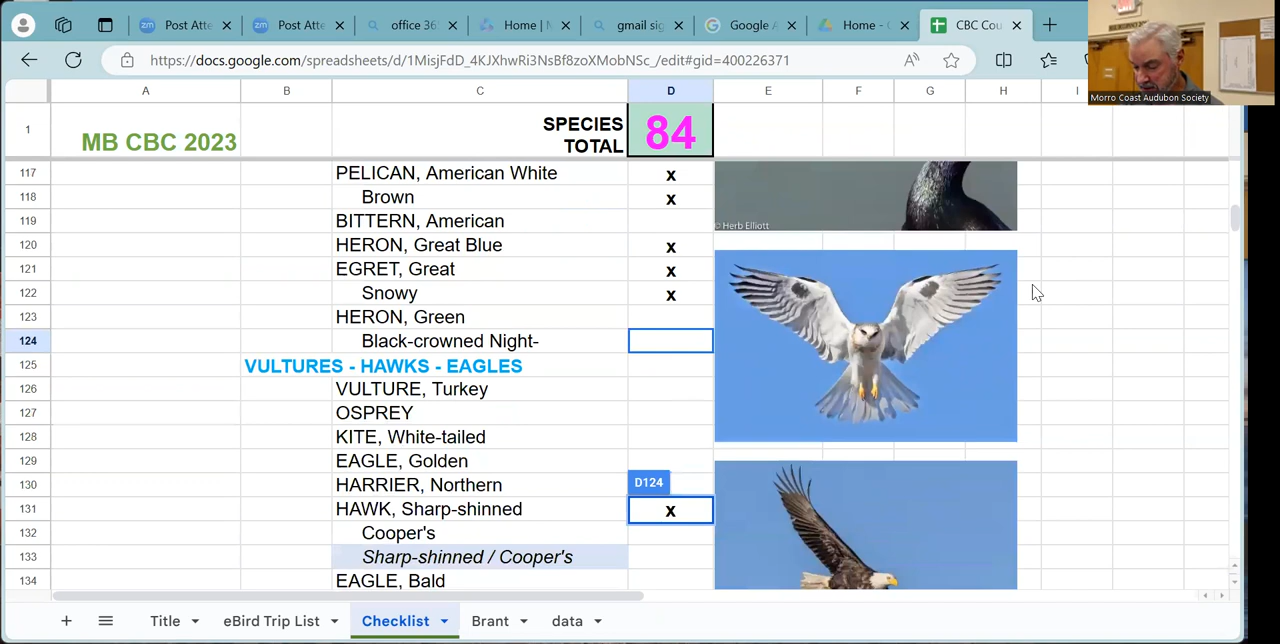 Post Atte
Post Atte
office 36
Home | M
gmail sig
Google A
Home - G
CBC Cou
https://docs.google.com/spreadsheets/d/1MisjFdD_4KJXhwRi3NsBf8zoXMobNSc_/edit#gid=400226371
Morro Coast Audubon Society
A B C D E F G H I
1 MB CBC 2023 SPECIES TOTAL 84
117 PELICAN, American White x
118 Brown x
119 BITTERN, American
120 HERON, Great Blue x
121 EGRET, Great x
122 Snowy x
123 HERON, Green
124 Black-crowned Night-
125 VULTURES - HAWKS - EAGLES
126 VULTURE, Turkey
127 OSPREY
128 KITE, White-tailed
129 EAGLE, Golden
130 HARRIER, Northern D124
131 HAWK, Sharp-shinned x
132 Cooper's
133 Sharp-shinned / Cooper's
134 EAGLE, Bald
© Herb Elliott
Title eBird Trip List Checklist Brant data